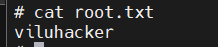 # cat root.txt
viluhacker
#